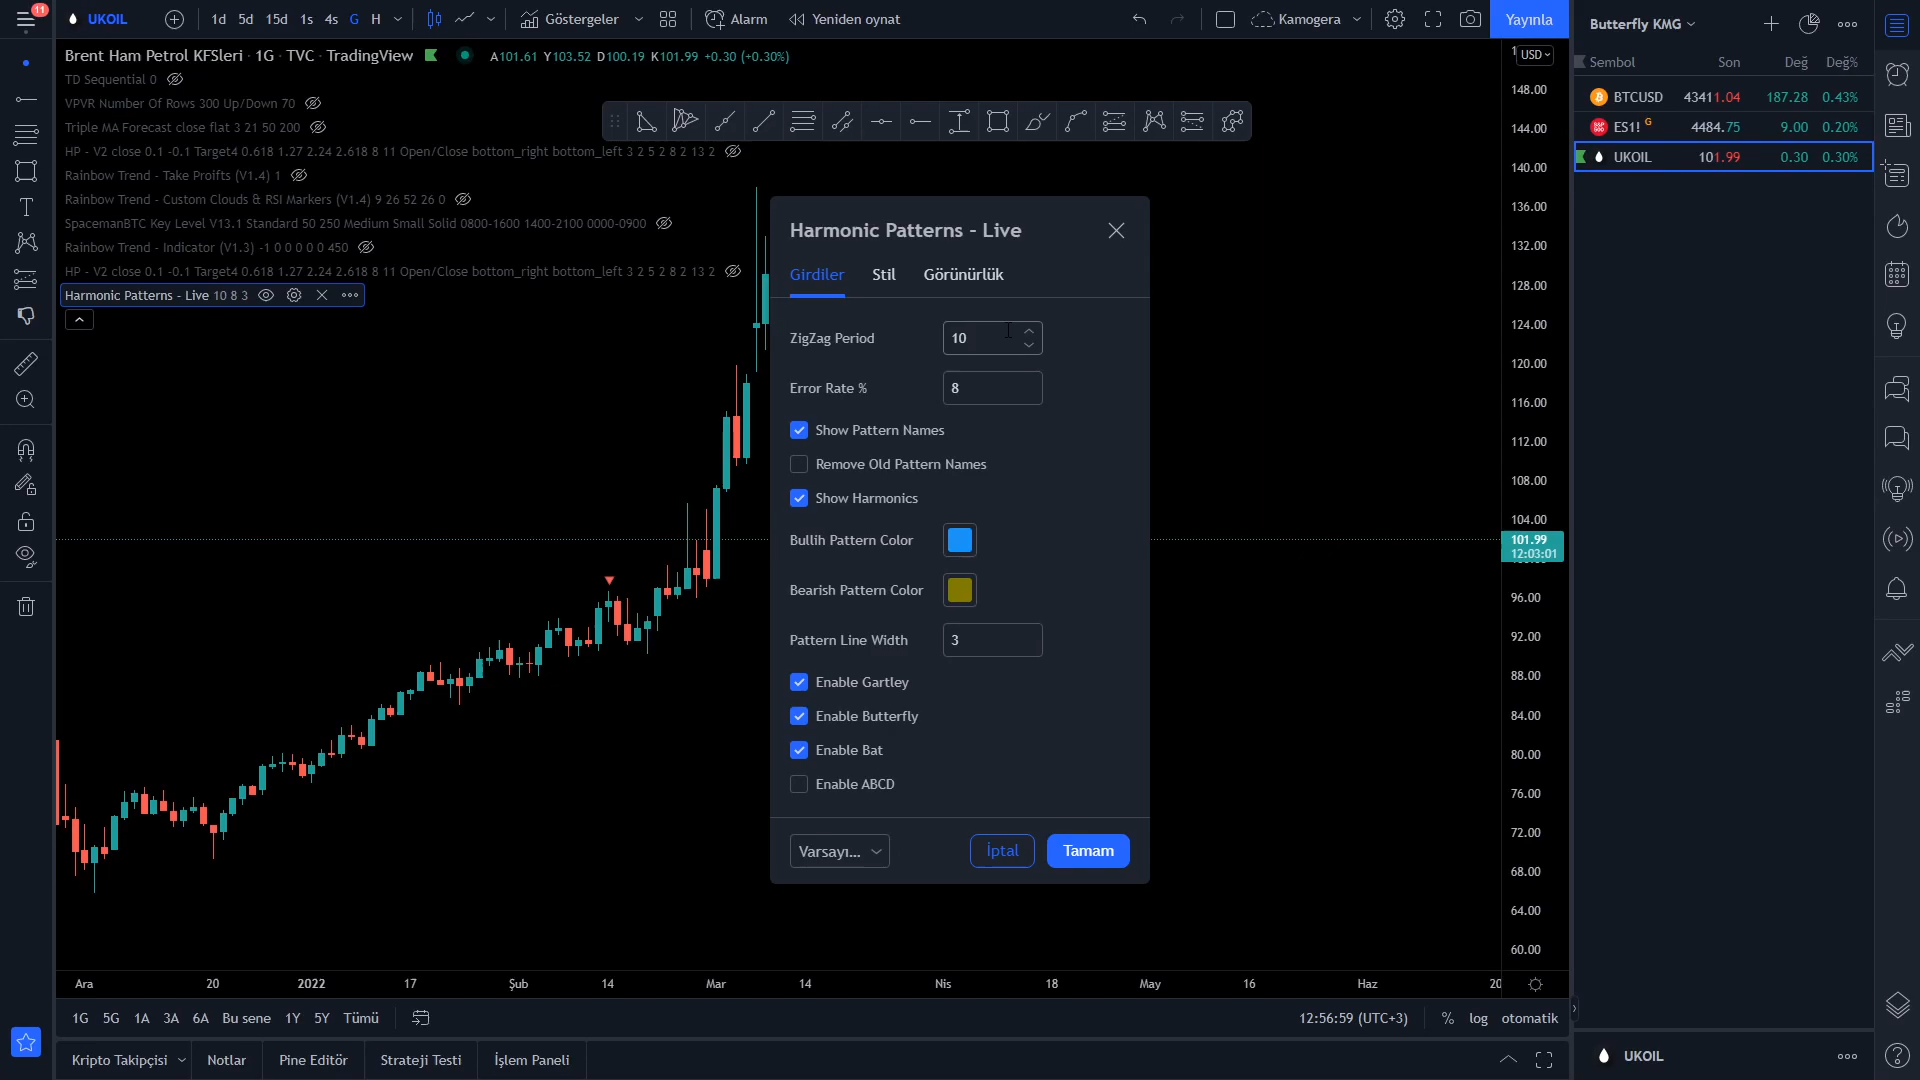 11
UKOIL
1d 5d 15d 1s 4s G H
Göstergeler
Alarm
Yeniden oynat
Kamogera
Yayınla
Butterfly KMG
Brent Ham Petrol KFSleri · 1G · TVC · TradingView
A101.61 Y103.52 D100.19 K101.99 +0.30 (+0.30%)
TD Sequential 0
VPVR Number Of Rows 300 Up/Down 70
Triple MA Forecast close flat 3 21 50 200
HP - V2 close 0.1 -0.1 Target4 0.618 1.27 2.24 2.618 8 11 Open/Close bottom_right bottom_left 3 2 5 2 8 2 13 2
Rainbow Trend - Take Proifts (V1.4) 1
Rainbow Trend - Custom Clouds & RSI Markers (V1.4) 9 26 52 26 0
SpacemanBTC Key Level V13.1 Standard 50 250 Medium Small Solid 0800-1600 1400-2100 0000-0900
Rainbow Trend - Indicator (V1.3) -1 0 0 0 0 0 450
HP - V2 close 0.1 -0.1 Target4 0.618 1.27 2.24 2.618 8 11 Open/Close bottom_right bottom_left 3 2 5 2 8 2 13 2
Harmonic Patterns - Live 10 8 3
Harmonic Patterns - Live
Girdiler Stil Görünürlük
ZigZag Period 10
Error Rate % 8
Show Pattern Names
Remove Old Pattern Names
Show Harmonics
Bullih Pattern Color
Bearish Pattern Color
Pattern Line Width 3
Enable Gartley
Enable Butterfly
Enable Bat
Enable ABCD
Varsayı...
İptal
Tamam
USD
148.00
144.00
140.00
136.00
132.00
128.00
124.00
120.00
116.00
112.00
108.00
104.00
101.99
12:03:01
96.00
92.00
88.00
84.00
80.00
76.00
72.00
68.00
64.00
60.00
Sembol Son Değ Değ%
BTCUSD 43411.04 187.28 0.43%
ES1! G 4484.75 9.00 0.20%
UKOIL 101.99 0.30 0.30%
Ara 20 2022 17 Şub 14 Mar 14 Nis 18 May 16 Haz 20
1G 5G 1A 3A 6A Bu sene 1Y 5Y Tümü
12:56:59 (UTC+3)
% log otomatik
Kripto Takipçisi
Notlar
Pine Editör
Strateji Testi
İşlem Paneli
UKOIL